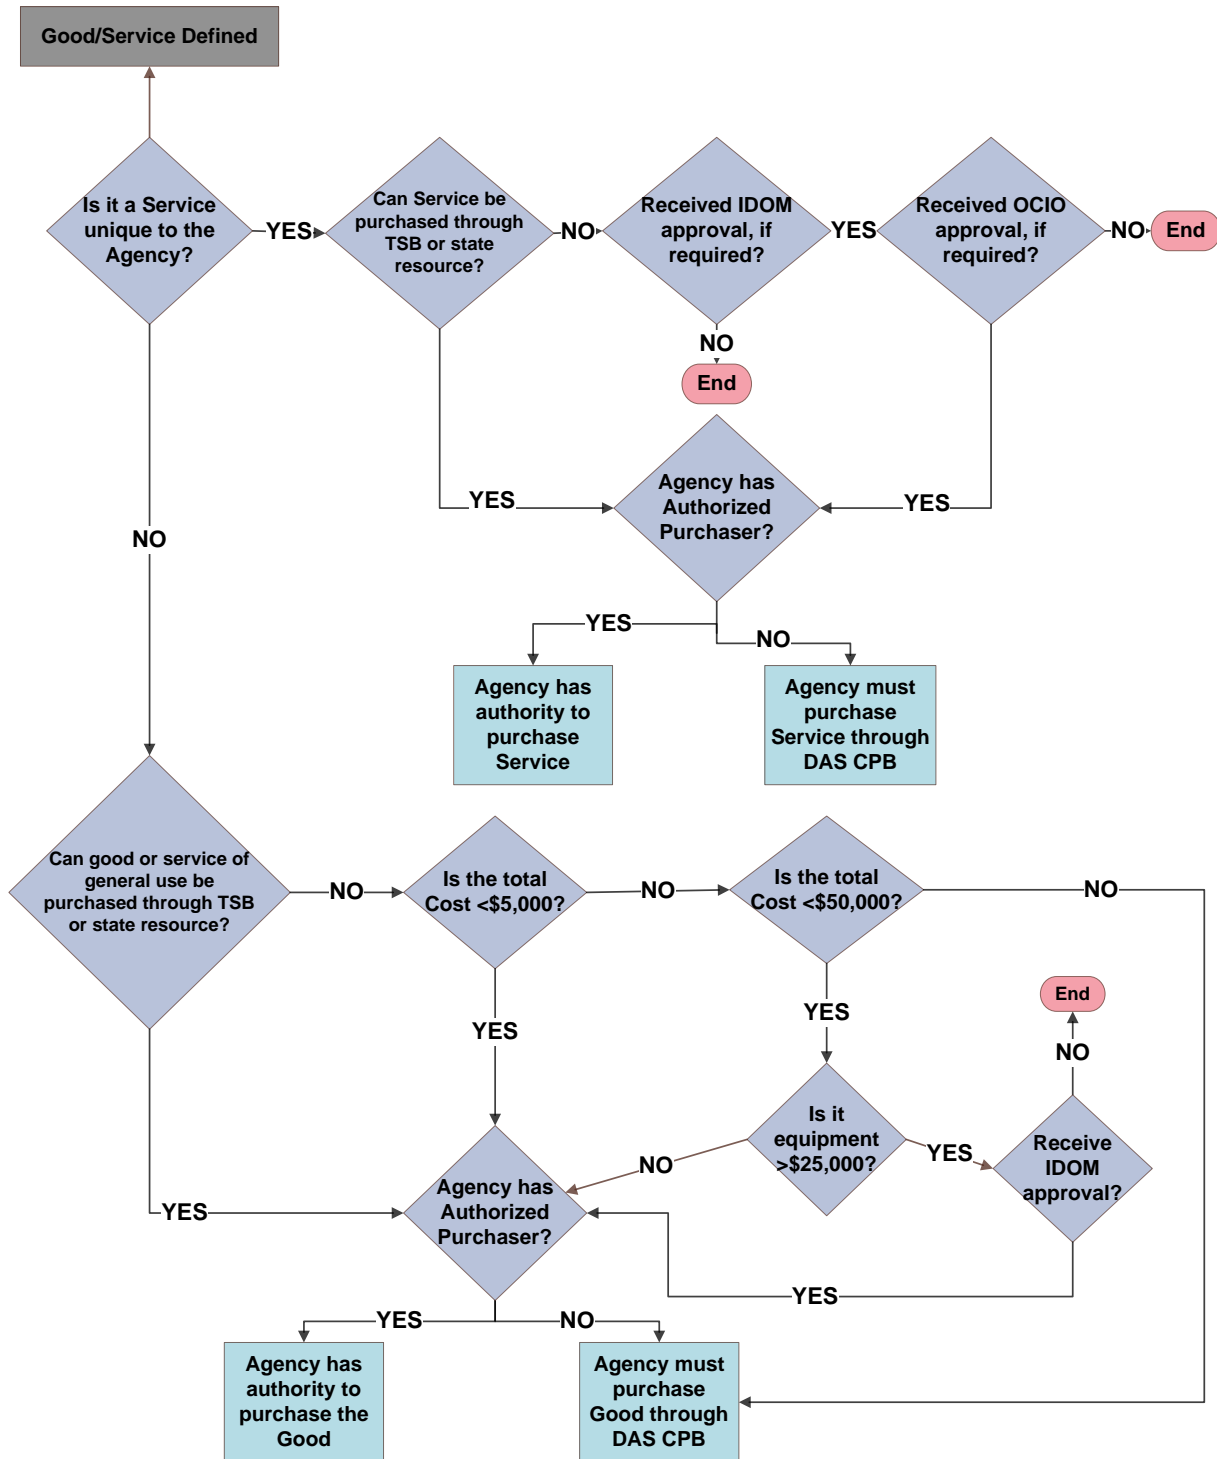 Good/Service Defined
Is it a Service
unique to the
Agency?
YES
Can Service be
purchased through
TSB or state
resource?
NO
Received IDOM
approval, if
required?
YES
Received OCIO
approval, if
required?
NO
End
NO
End
YES
Agency has
Authorized
Purchaser?
YES
NO
YES
NO
Agency has
authority to
purchase
Service
Agency must
purchase
Service through
DAS CPB
Can good or service of
general use be
purchased through TSB
or state resource?
NO
Is the total
Cost <$5,000?
NO
Is the total
Cost <$50,000?
NO
YES
YES
End
NO
Is it
equipment
>$25,000?
YES
Receive
IDOM
approval?
NO
YES
Agency has
Authorized
Purchaser?
YES
YES
NO
Agency has
authority to
purchase the
Good
Agency must
purchase
Good through
DAS CPB